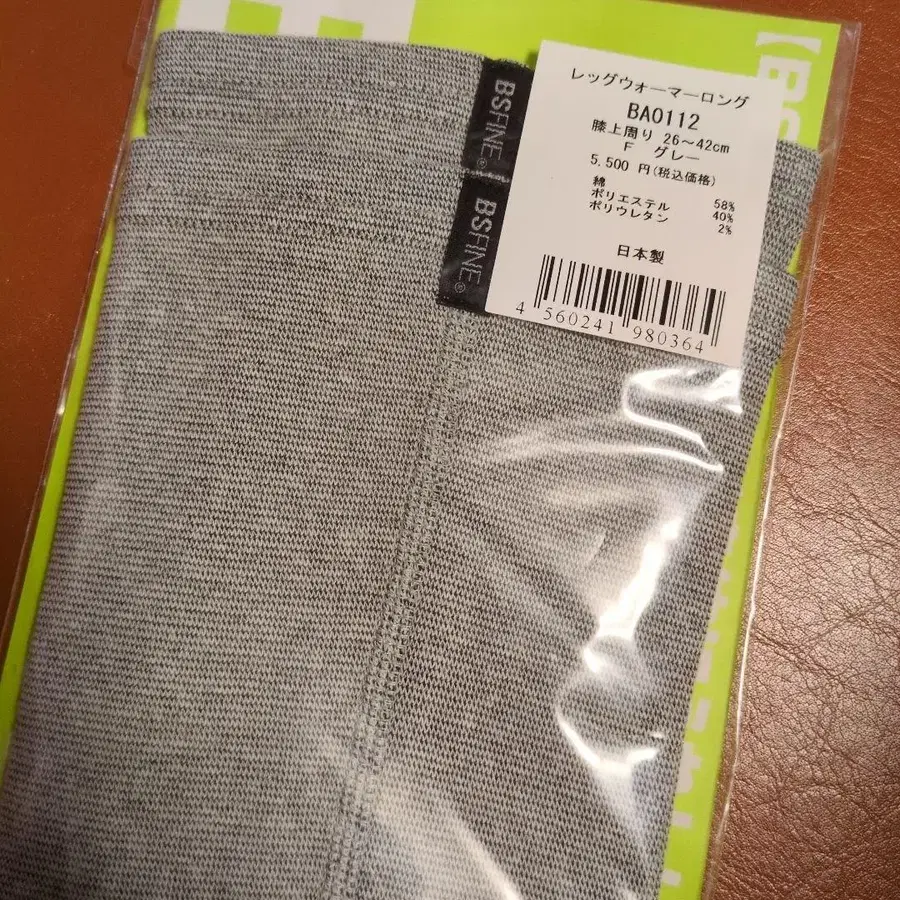 【BS
BSFINE®
BSFINE®
レッグウォーマーロング
BA0112
膝上周り 26～42cm
F グレー
5,500 円(税込価格)
綿 58%
ポリエステル 40%
ポリウレタン 2%
日本製
4 560241 980364